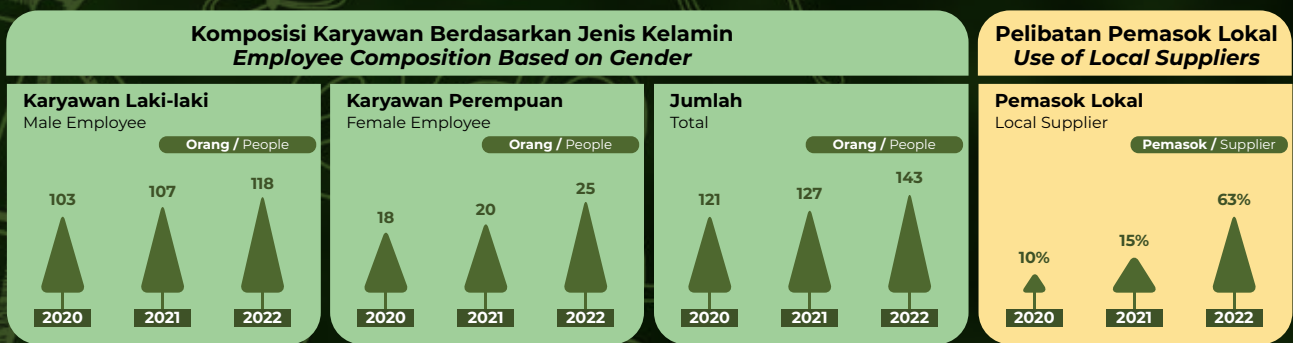 Komposisi Karyawan Berdasarkan Jenis Kelamin
Employee Composition Based on Gender
Karyawan Laki-laki
Male Employee
Orang / People
103
107
118
2020
2021
2022
Karyawan Perempuan
Female Employee
Orang / People
18
20
25
2020
2021
2022
Jumlah
Total
Orang / People
121
127
143
2020
2021
2022
Pelibatan Pemasok Lokal
Use of Local Suppliers
Pemasok Lokal
Local Supplier
Pemasok / Supplier
10%
15%
63%
2020
2021
2022